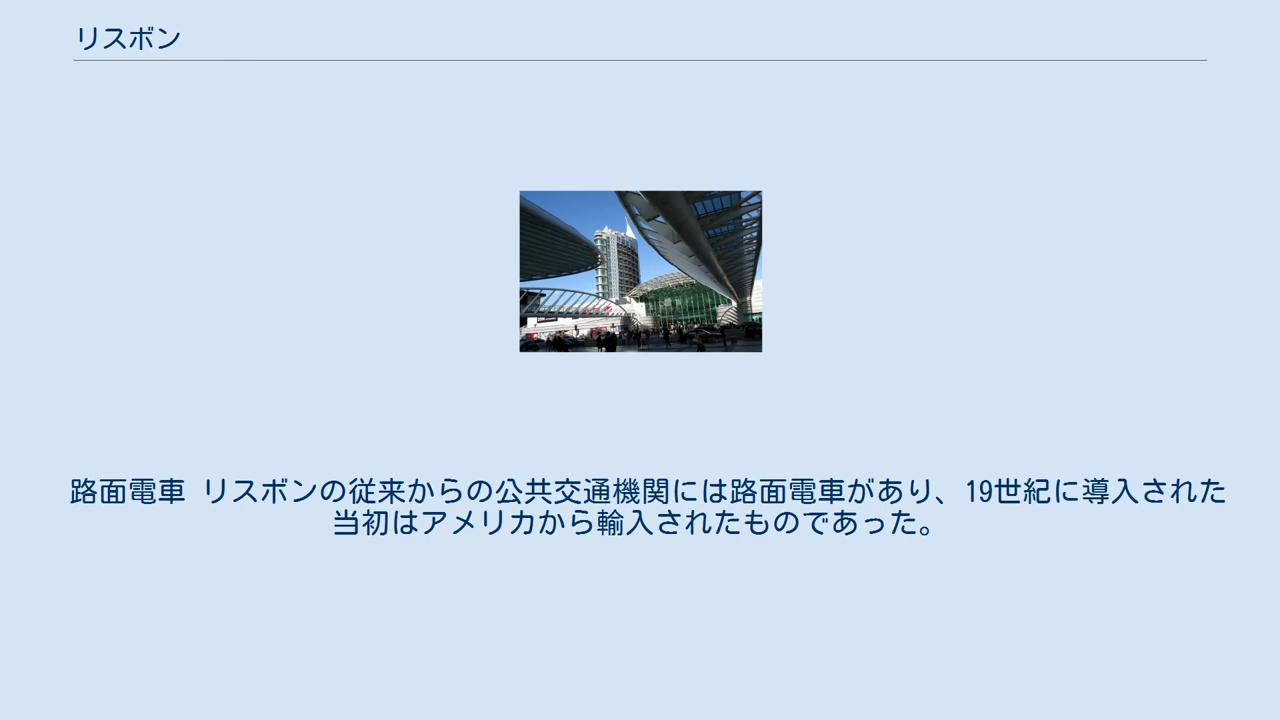 リスボン
路面電車 リスボンの従来からの公共交通機関には路面電車があり、19世紀に導入された
当初はアメリカから輸入されたものであった。